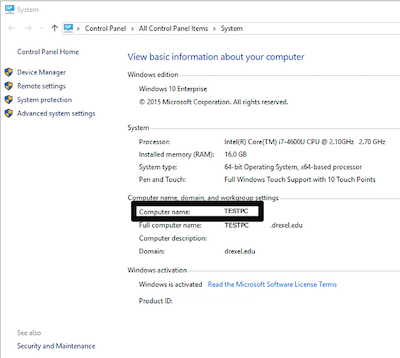 System
Control Panel > All Control Panel Items > System
Control Panel Home
Device Manager
Remote settings
System protection
Advanced system settings
View basic information about your computer
Windows edition
Windows 10 Enterprise
© 2015 Microsoft Corporation. All rights reserved.
System
Processor: Intel(R) Core(TM) i7-4600U CPU @ 2.10GHz 2.70 GHz
Installed memory (RAM): 16.0 GB
System type: 64-bit Operating System, x64-based processor
Pen and Touch: Full Windows Touch Support with 10 Touch Points
Computer name, domain, and workgroup settings
Computer name: TESTPC
Full computer name: TESTPC .drexel.edu
Computer description:
Domain: drexel.edu
Windows activation
Windows is activated Read the Microsoft Software License Terms
Product ID:
See also
Security and Maintenance